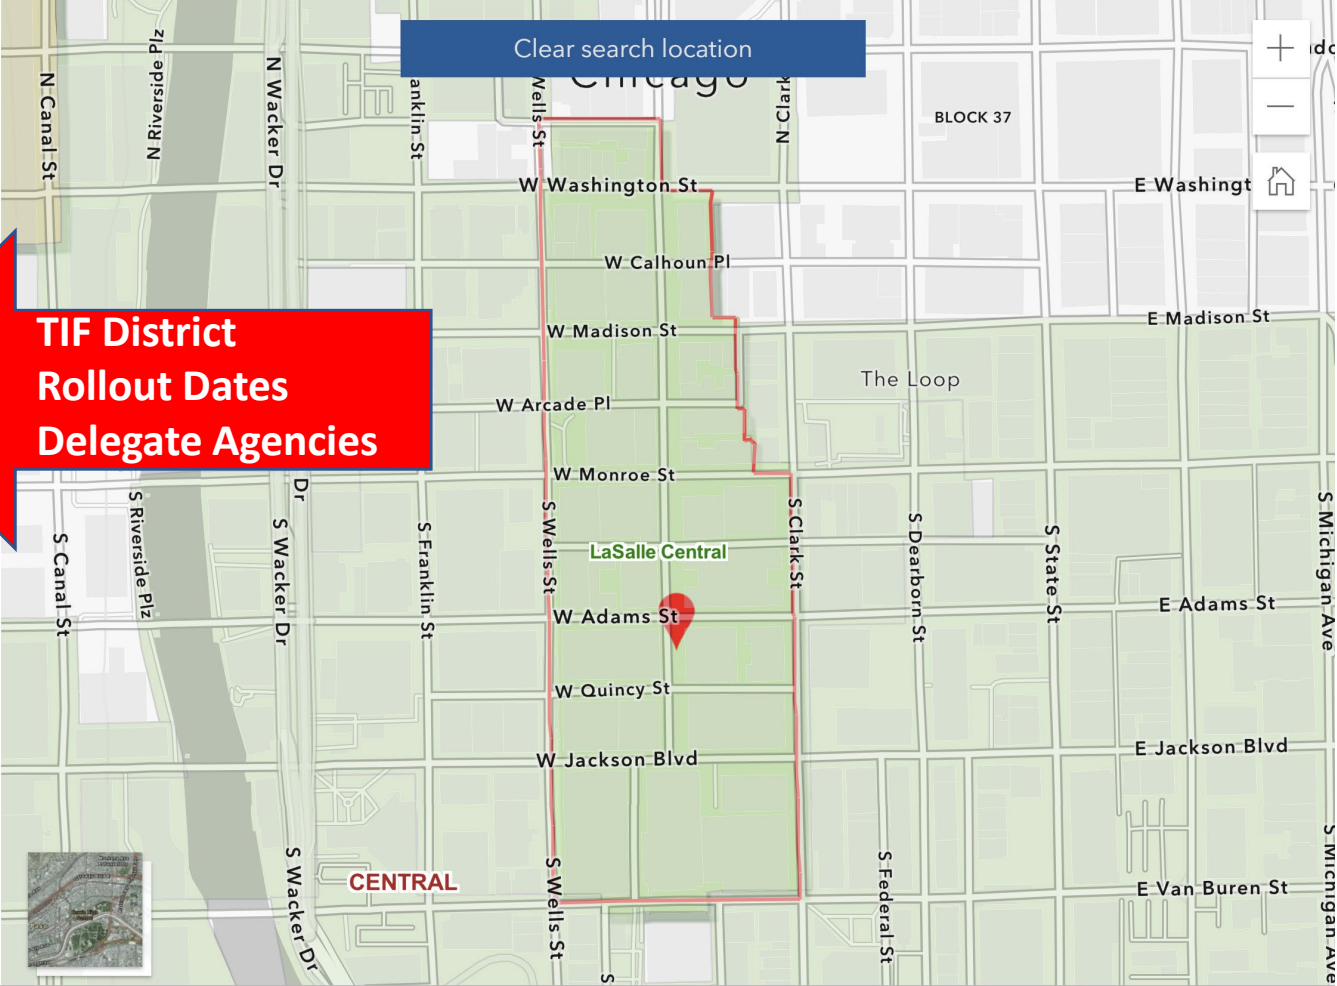 Clear search location
Chicago
N Canal St
N Riverside Plz
N Wacker Dr
anklin St
Wells St
N Clark
BLOCK 37
W Washington St
E Washingt
W Calhoun Pl
W Madison St
E Madison St
TIF District
Rollout Dates
Delegate Agencies
The Loop
W Arcade Pl
W Monroe St
Dr
S Canal St
S Riverside Plz
S Wacker Dr
S Franklin St
S Wells St
LaSalle Central
S Clark St
S Dearborn St
S State St
S Michigan Ave
W Adams St
E Adams St
W Quincy St
W Jackson Blvd
E Jackson Blvd
S Wacker Dr
CENTRAL
S Wells St
S
S Federal St
E Van Buren St
S Michigan Ave